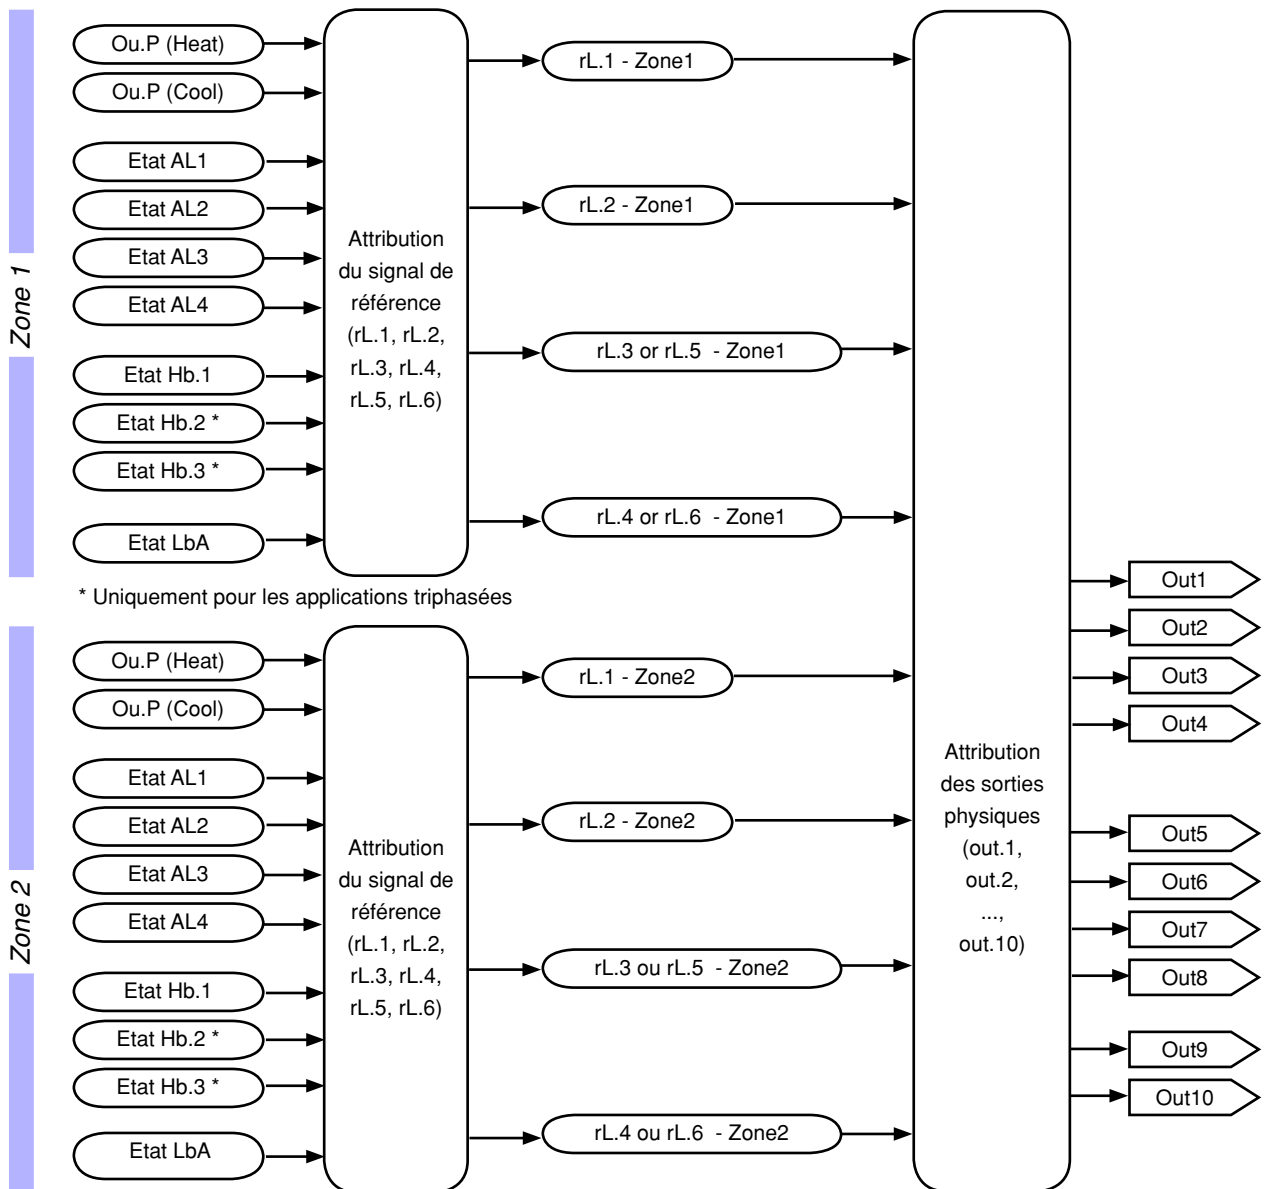 Zone 1
Ou.P (Heat)
Ou.P (Cool)
Etat AL1
Etat AL2
Etat AL3
Etat AL4
Etat Hb.1
Etat Hb.2 *
Etat Hb.3 *
Etat LbA
Attribution
du signal de
référence
(rL.1, rL.2,
rL.3, rL.4,
rL.5, rL.6)
rL.1 - Zone1
rL.2 - Zone1
rL.3 or rL.5 - Zone1
rL.4 or rL.6 - Zone1
* Uniquement pour les applications triphasées
Zone 2
Ou.P (Heat)
Ou.P (Cool)
Etat AL1
Etat AL2
Etat AL3
Etat AL4
Etat Hb.1
Etat Hb.2 *
Etat Hb.3 *
Etat LbA
Attribution
du signal de
référence
(rL.1, rL.2,
rL.3, rL.4,
rL.5, rL.6)
rL.1 - Zone2
rL.2 - Zone2
rL.3 ou rL.5 - Zone2
rL.4 ou rL.6 - Zone2
Attribution
des sorties
physiques
(out.1,
out.2,
...,
out.10)
Out1
Out2
Out3
Out4
Out5
Out6
Out7
Out8
Out9
Out10